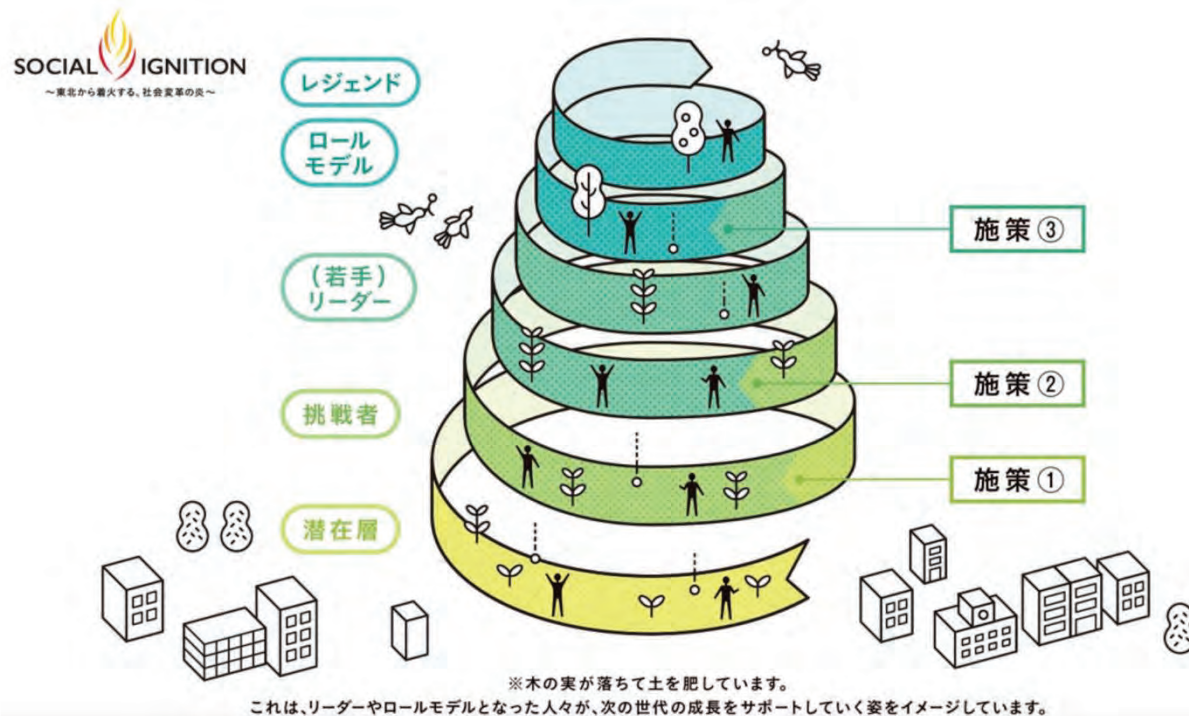 SOCIAL IGNITION
〜東北から着火する、社会変革の炎〜
レジェンド
ロール
モデル
施策③
(若手)
リーダー
施策②
挑戦者
施策①
潜在層
※木の実が落ちて土を肥しています。
これは、リーダーやロールモデルとなった人々が、次の世代の成長をサポートしていく姿をイメージしています。